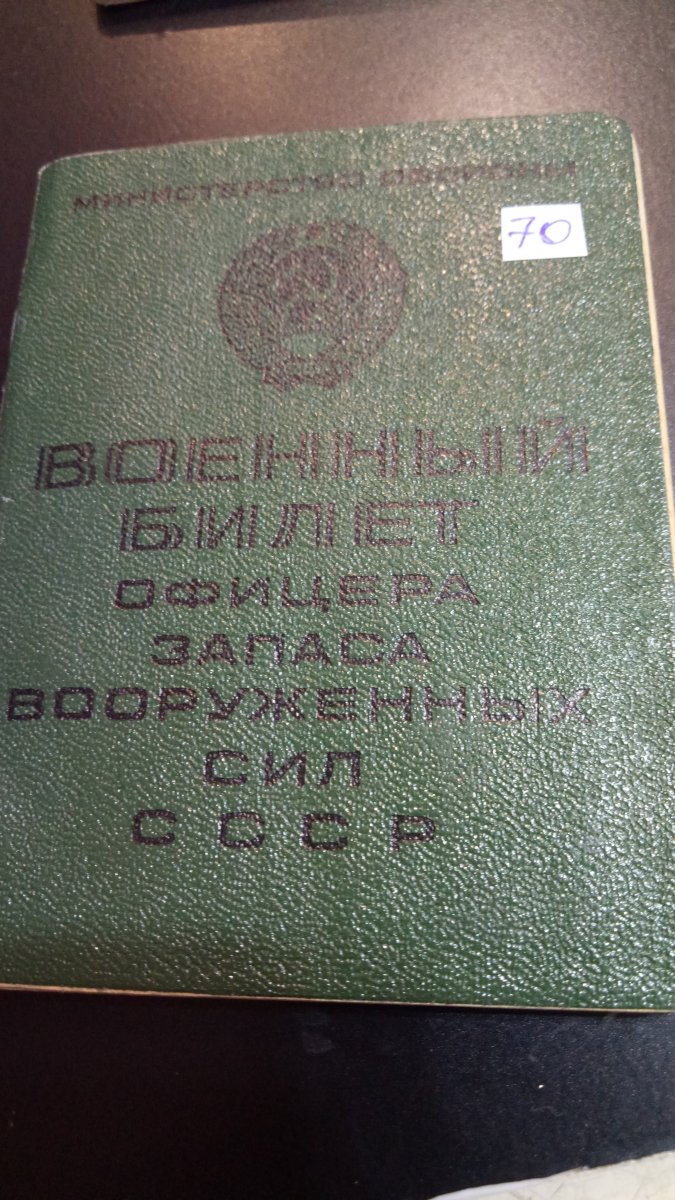 МИНИСТЕРСТВО ОБОРОНЫ
70
ВОЕННЫЙ
БИЛЕТ
ОФИЦЕРА
ЗАПАСА
ВООРУЖЕННЫХ
СИЛ
СССР